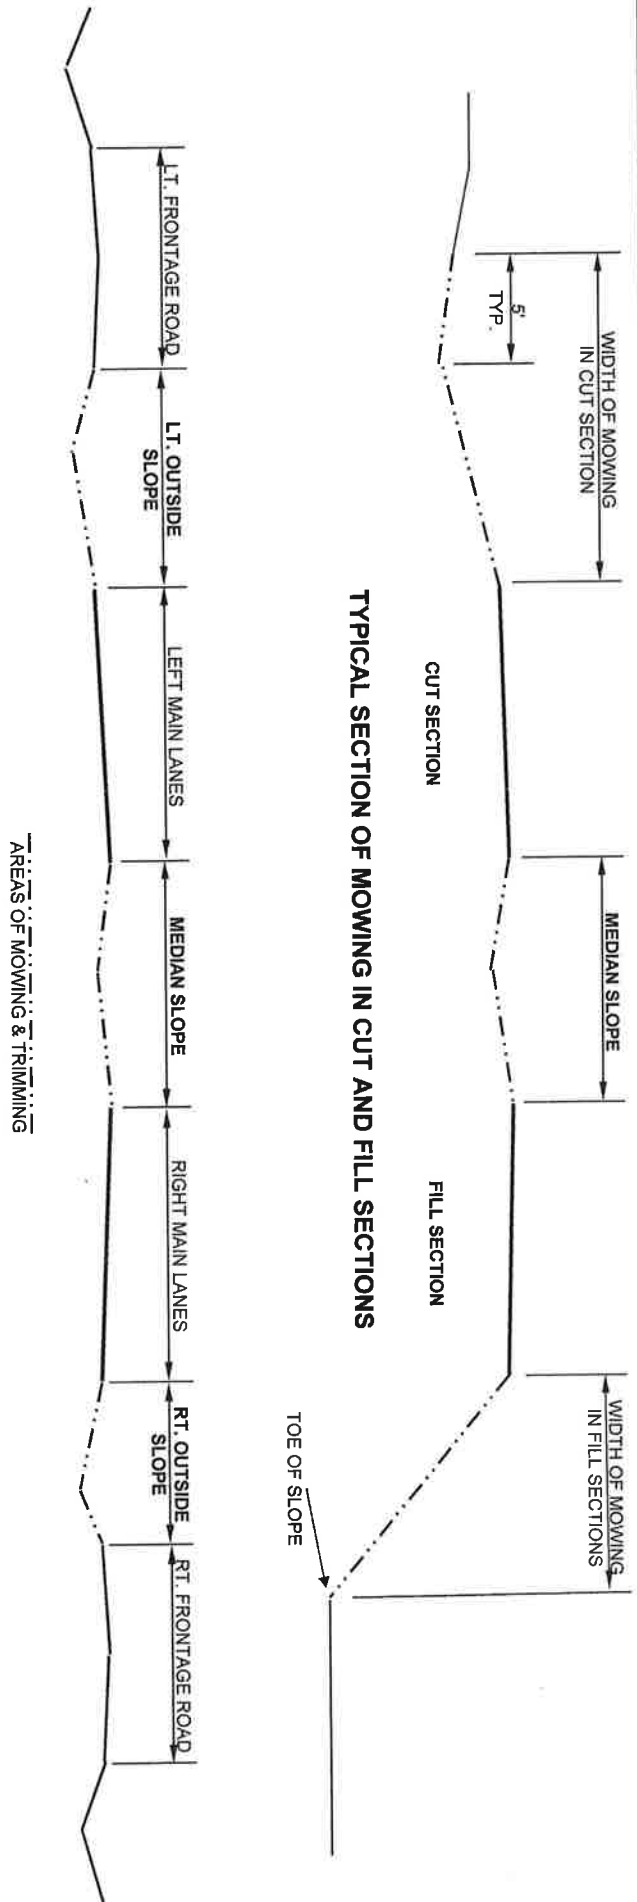 WIDTH OF MOWING
IN CUT SECTION
MEDIAN SLOPE
WIDTH OF MOWING
IN FILL SECTIONS
5'
TYP.
CUT SECTION
FILL SECTION
TOE OF SLOPE
TYPICAL SECTION OF MOWING IN CUT AND FILL SECTIONS
LT. FRONTAGE ROAD
LT. OUTSIDE
SLOPE
LEFT MAIN LANES
MEDIAN SLOPE
RIGHT MAIN LANES
RT. OUTSIDE
SLOPE
RT. FRONTAGE ROAD
AREAS OF MOWING & TRIMMING